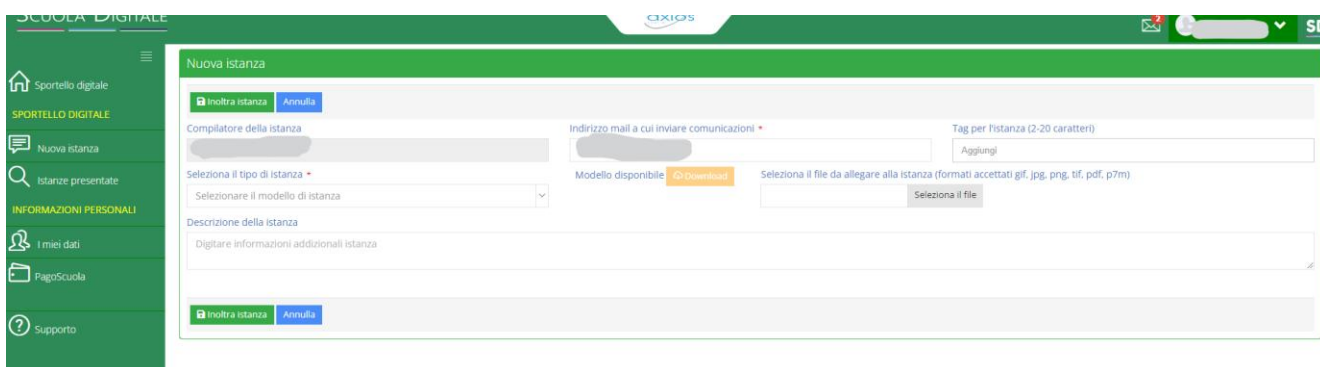 SCUOLA DIGITALE
axios
2
Sportello digitale
SPORTELLO DIGITALE
Nuova istanza
Istanze presentate
INFORMAZIONI PERSONALI
I miei dati
PagoScuola
Supporto
Nuova istanza
Inoltra istanza Annulla
Compilatore della istanza
Indirizzo mail a cui inviare comunicazioni *
Tag per l'istanza (2-20 caratteri)
Aggiungi
Seleziona il tipo di istanza *
Selezionare il modello di istanza
Modello disponibile Download
Seleziona il file da allegare alla istanza (formati accettati gif, jpg, png, tif, pdf, p7m)
Seleziona il file
Descrizione della istanza
Digitare informazioni addizionali istanza
Inoltra istanza Annulla